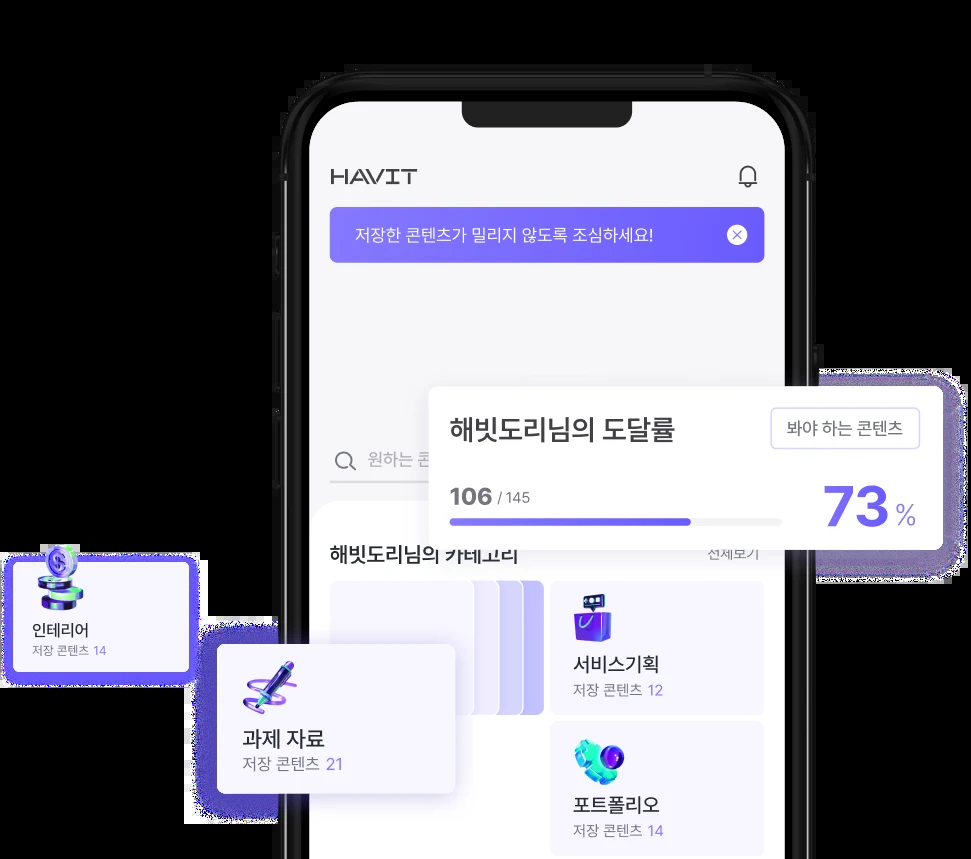 HAVIT
저장한 콘텐츠가 밀리지 않도록 조심하세요!
해빗도리님의 도달률
봐야 하는 콘텐츠
원하는 콘
106 / 145
73 %
해빗도리님의 카테고리
전체보기
인테리어
저장 콘텐츠 14
서비스기획
저장 콘텐츠 12
과제 자료
저장 콘텐츠 21
포트폴리오
저장 콘텐츠 14